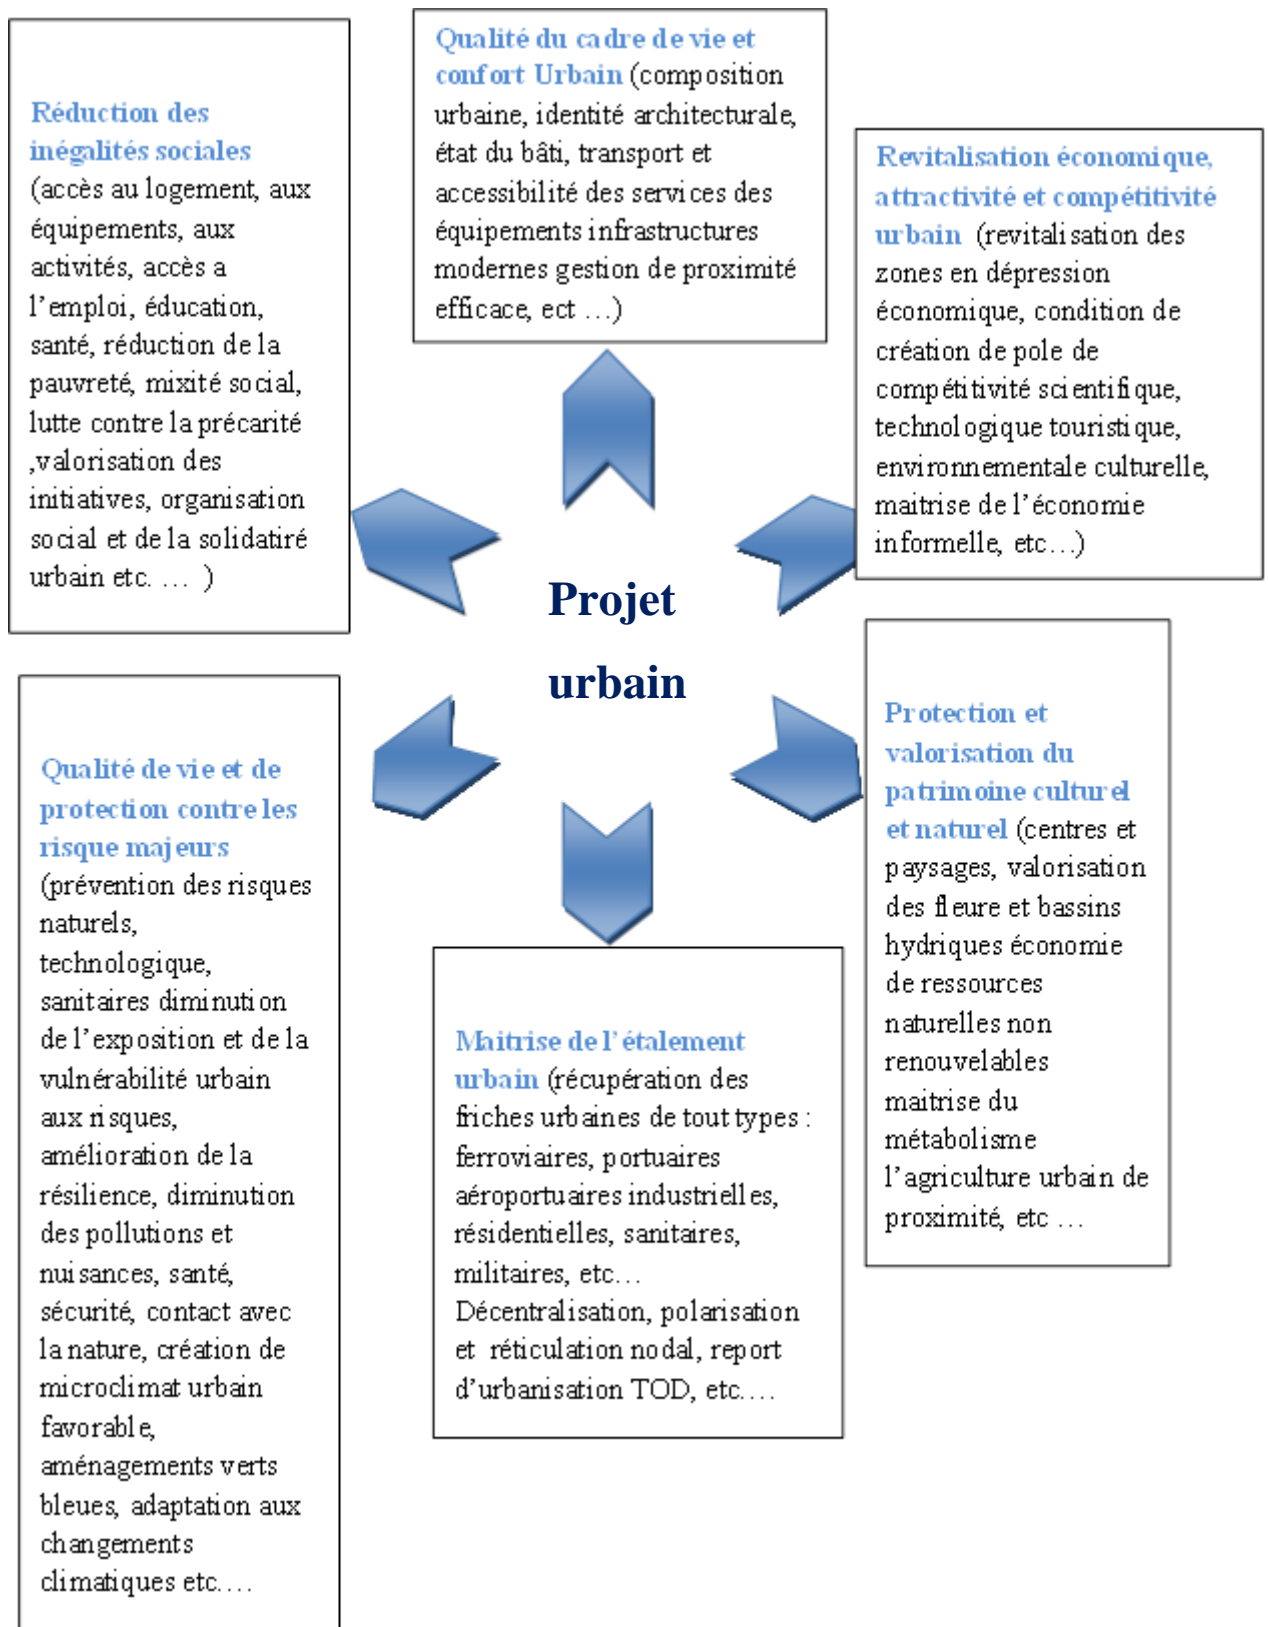 Réduction des
inégalités sociales
(accès au logement, aux
équipements, aux
activités, accès a
l’emploi, éducation,
santé, réduction de la
pauvreté, mixité social,
lutte contre la précarité
,valorisation des
initiatives, organisation
social et de la solidatiré
urbain etc. … )
Qualité du cadre de vie et
confort Urbain (composition
urbaine, identité architecturale,
état du bâti, transport et
accessibilité des services des
équipements infrastructures
modernes gestion de proximité
efficace, ect …)
Revitalisation économique,
attractivité et compétitivité
urbain (revitalisation des
zones en dépression
économique, condition de
création de pole de
compétitivité scientifique,
technologique touristique,
environnementale culturelle,
maitrise de l’économie
informelle, etc…)
Projet
urbain
Qualité de vie et de
protection contre les
risque majeurs
(prévention des risques
naturels,
technologique,
sanitaires diminution
de l’exposition et de la
vulnérabilité urbain
aux risques,
amélioration de la
résilience, diminution
des pollutions et
nuisances, santé,
sécurité, contact avec
la nature, création de
microclimat urbain
favorable,
aménagements verts
bleues, adaptation aux
changements
climatiques etc.…
Maitrise de l’étalement
urbain (récupération des
friches urbaines de tout types :
ferroviaires, portuaires
aéroportuaires industrielles,
résidentielles, sanitaires,
militaires, etc…
Décentralisation, polarisation
et réticulation nodal, report
d’urbanisation TOD, etc.…
Protection et
valorisation du
patrimoine culturel
et naturel (centres et
paysages, valorisation
des fleure et bassins
hydriques économie
de ressources
naturelles non
renouvelables
maitrise du
métabolisme
l’agriculture urbain de
proximité, etc …